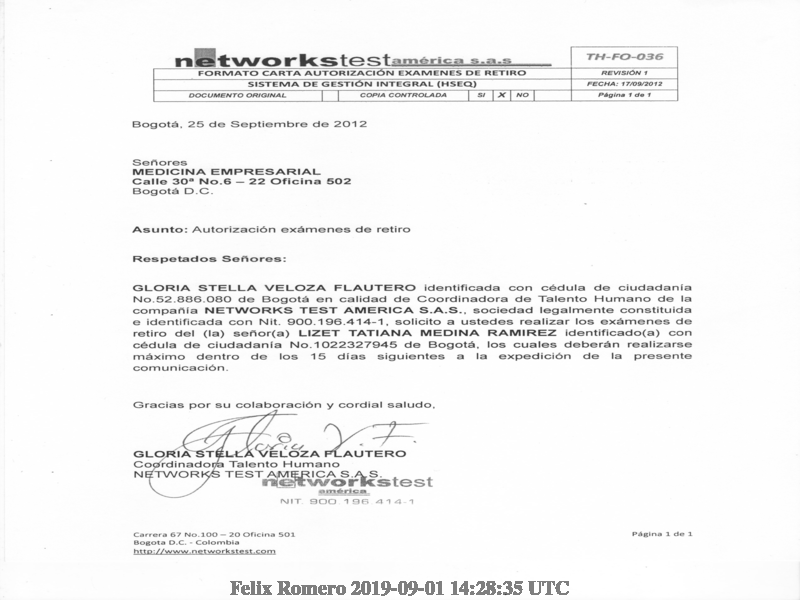 networkstest américa s.a.s
TH-FO-036
FORMATO CARTA AUTORIZACIÓN EXAMENES DE RETIRO
REVISIÓN 1
SISTEMA DE GESTIÓN INTEGRAL (HSEQ)
FECHA: 17/09/2012
DOCUMENTO ORIGINAL COPIA CONTROLADA SI X NO
Página 1 de 1
Bogotá, 25 de Septiembre de 2012
Señores
MEDICINA EMPRESARIAL
Calle 30ª No.6 – 22 Oficina 502
Bogotá D.C.
Asunto: Autorización exámenes de retiro
Respetados Señores:
GLORIA STELLA VELOZA FLAUTERO identificada con cédula de ciudadanía
No.52.886.080 de Bogotá en calidad de Coordinadora de Talento Humano de la
compañía NETWORKS TEST AMERICA S.A.S., sociedad legalmente constituida
e identificada con Nit. 900.196.414-1, solicito a ustedes realizar los exámenes de
retiro del (la) señor(a) LIZET TATIANA MEDINA RAMIREZ identificado(a) con
cédula de ciudadanía No.1022327945 de Bogotá, los cuales deberán realizarse
máximo dentro de los 15 días siguientes a la expedición de la presente
comunicación.
Gracias por su colaboración y cordial saludo,
Gloria V. F.
GLORIA STELLA VELOZA FLAUTERO
Coordinadora Talento Humano
NETWORKS TEST AMERICA S.A.S.
networkstest
américa
NIT. 900.196.414-1
Carrera 67 No.100 – 20 Oficina 501
Página 1 de 1
Bogota D.C. - Colombia
http://www.networkstest.com
Felix Romero 2019-09-01 14:28:35 UTC